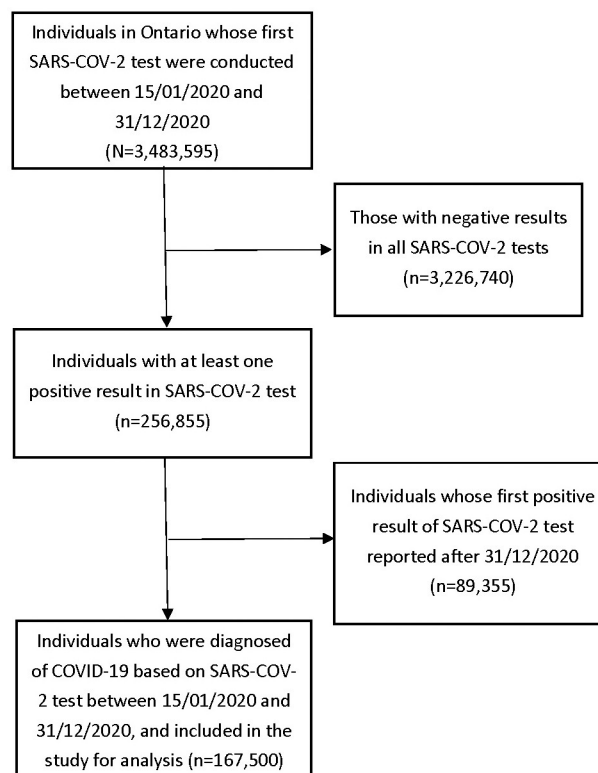 Individuals in Ontario whose first
SARS-COV-2 test were conducted
between 15/01/2020 and
31/12/2020
(N=3,483,595)
Those with negative results
in all SARS-COV-2 tests
(n=3,226,740)
Individuals with at least one
positive result in SARS-COV-2 test
(n=256,855)
Individuals whose first positive
result of SARS-COV-2 test
reported after 31/12/2020
(n=89,355)
Individuals who were diagnosed
of COVID-19 based on SARS-COV-
2 test between 15/01/2020 and
31/12/2020, and included in the
study for analysis (n=167,500)